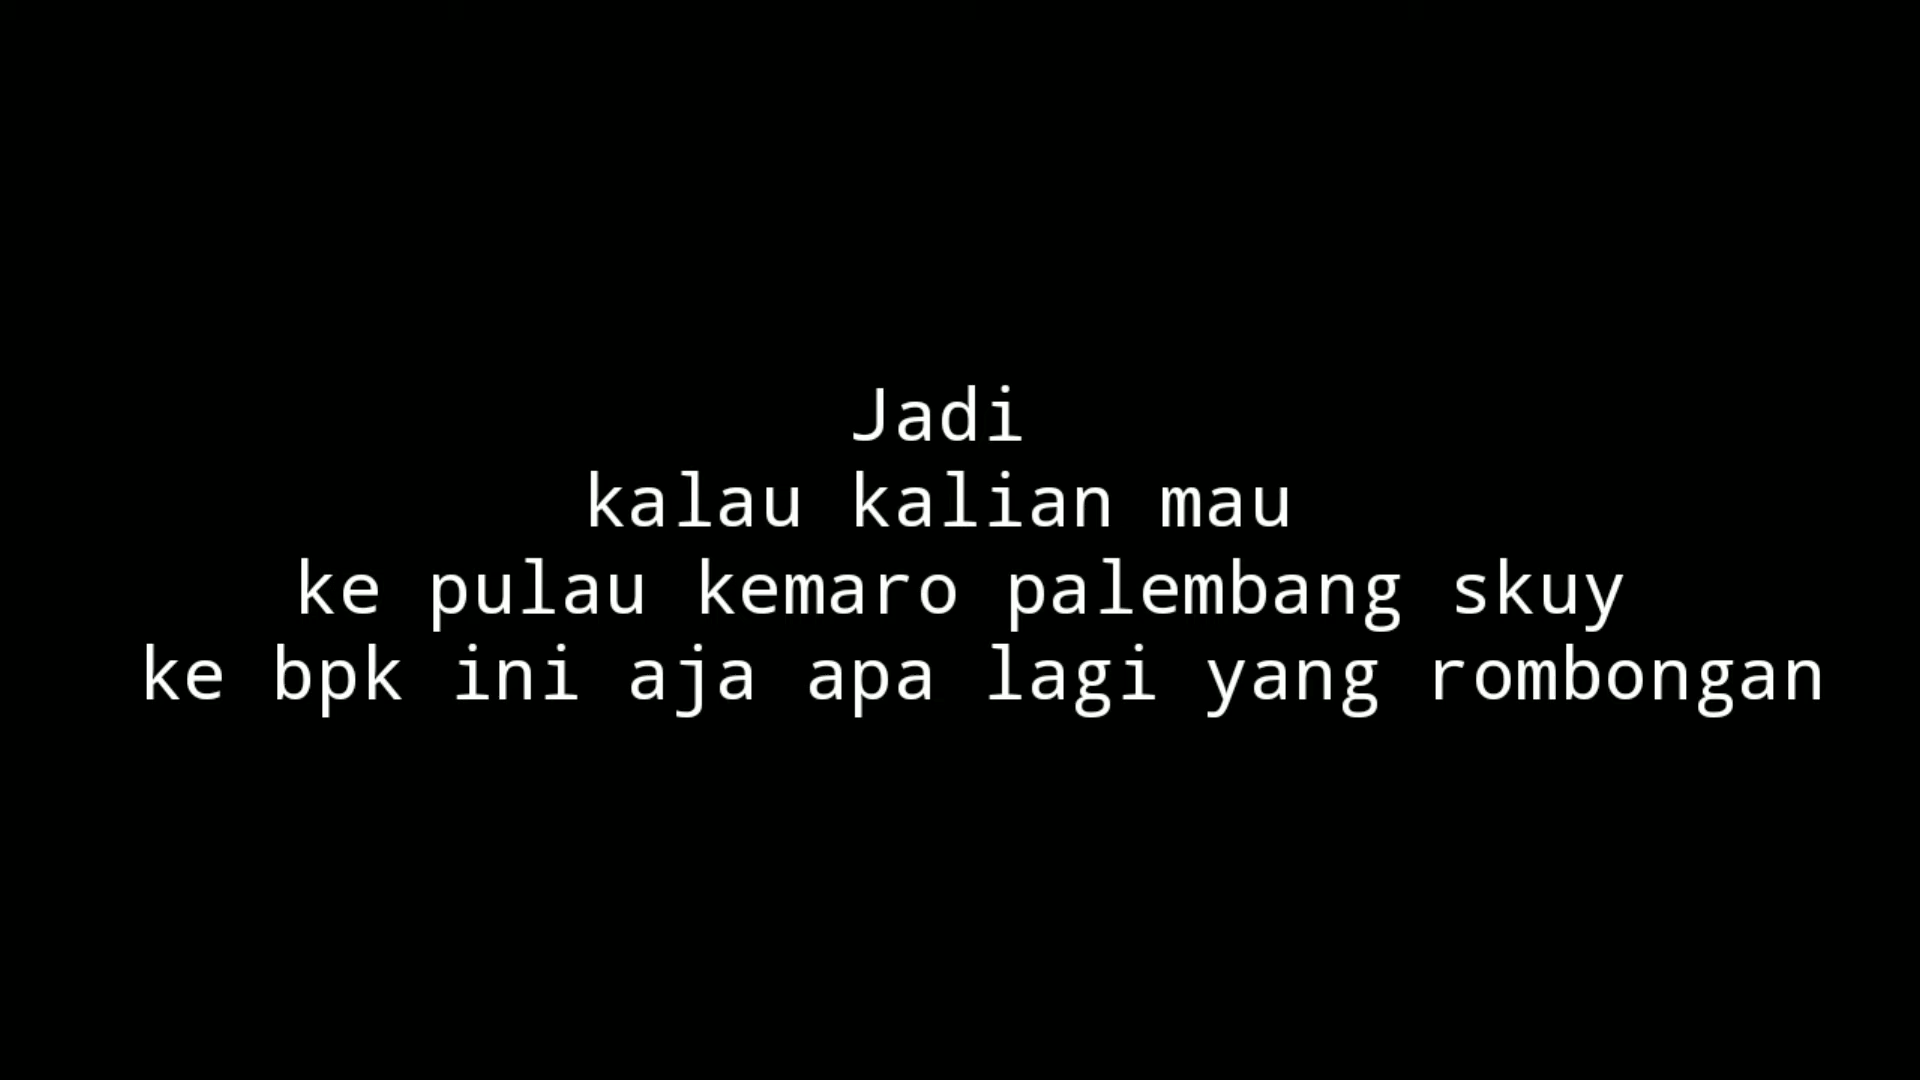 Jadi
kalau kalian mau
ke pulau kemaro palembang skuy
ke bpk ini aja apa lagi yang rombongan